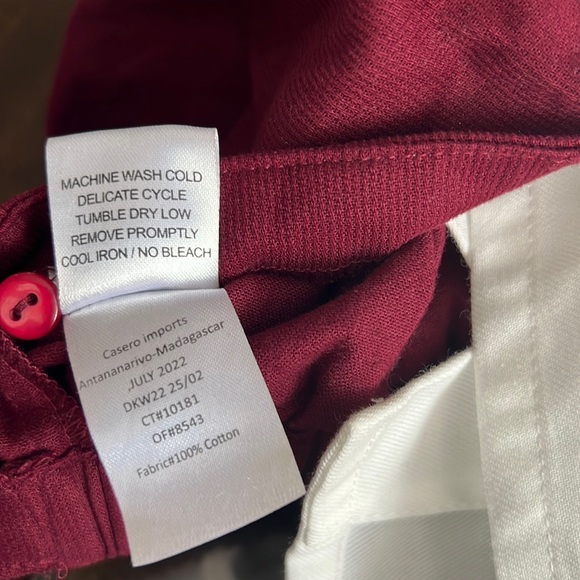 MACHINE WASH COLD
DELICATE CYCLE
TUMBLE DRY LOW
REMOVE PROMPTLY
COOL IRON / NO BLEACH
Casero imports
Antananarivo-Madagascar
JULY 2022
DKW22 25/02
CT#10181
OF#8543
Fabric#100% Cotton